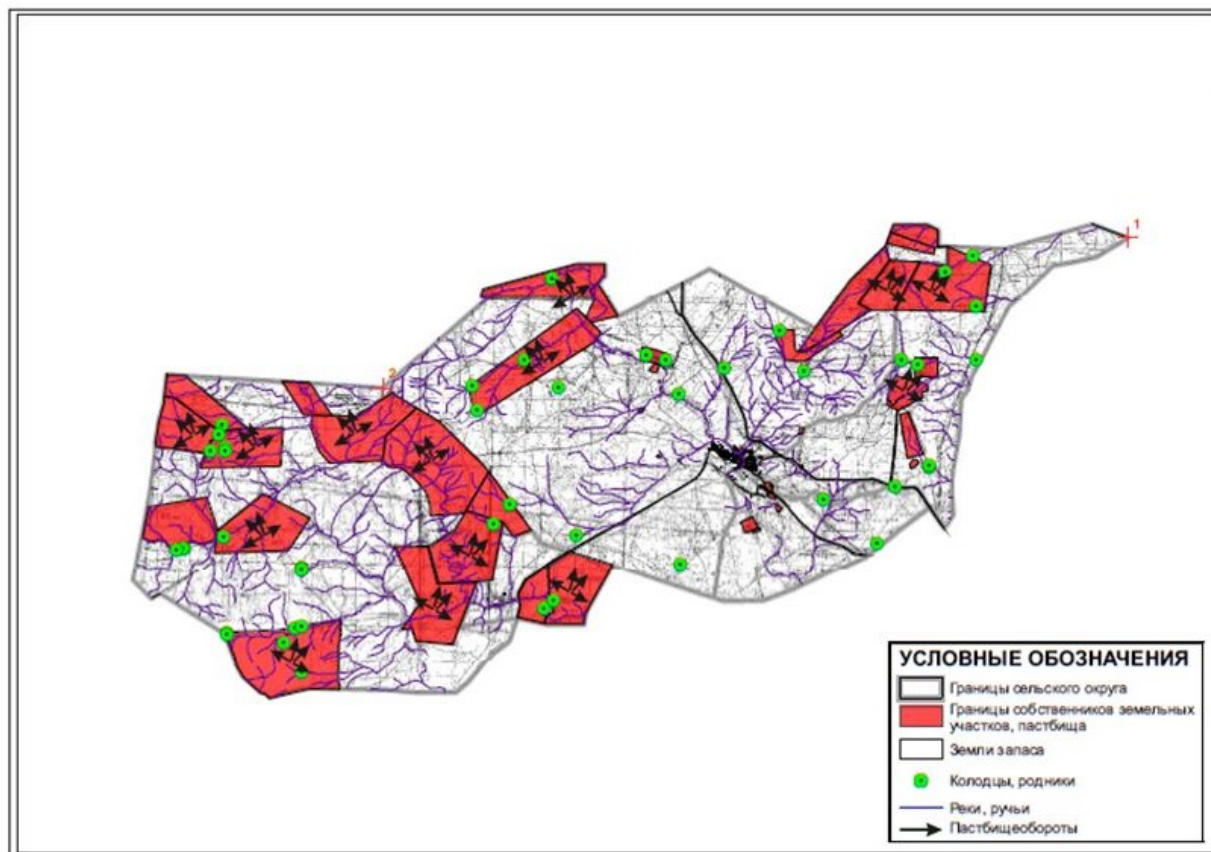 1
2
УСЛОВНЫЕ ОБОЗНАЧЕНИЯ
Границы сельского округа
Границы собственников земельных
участков, пастбища
Земли запаса
Колодцы, родники
Реки, ручьи
Пастбищеобороты